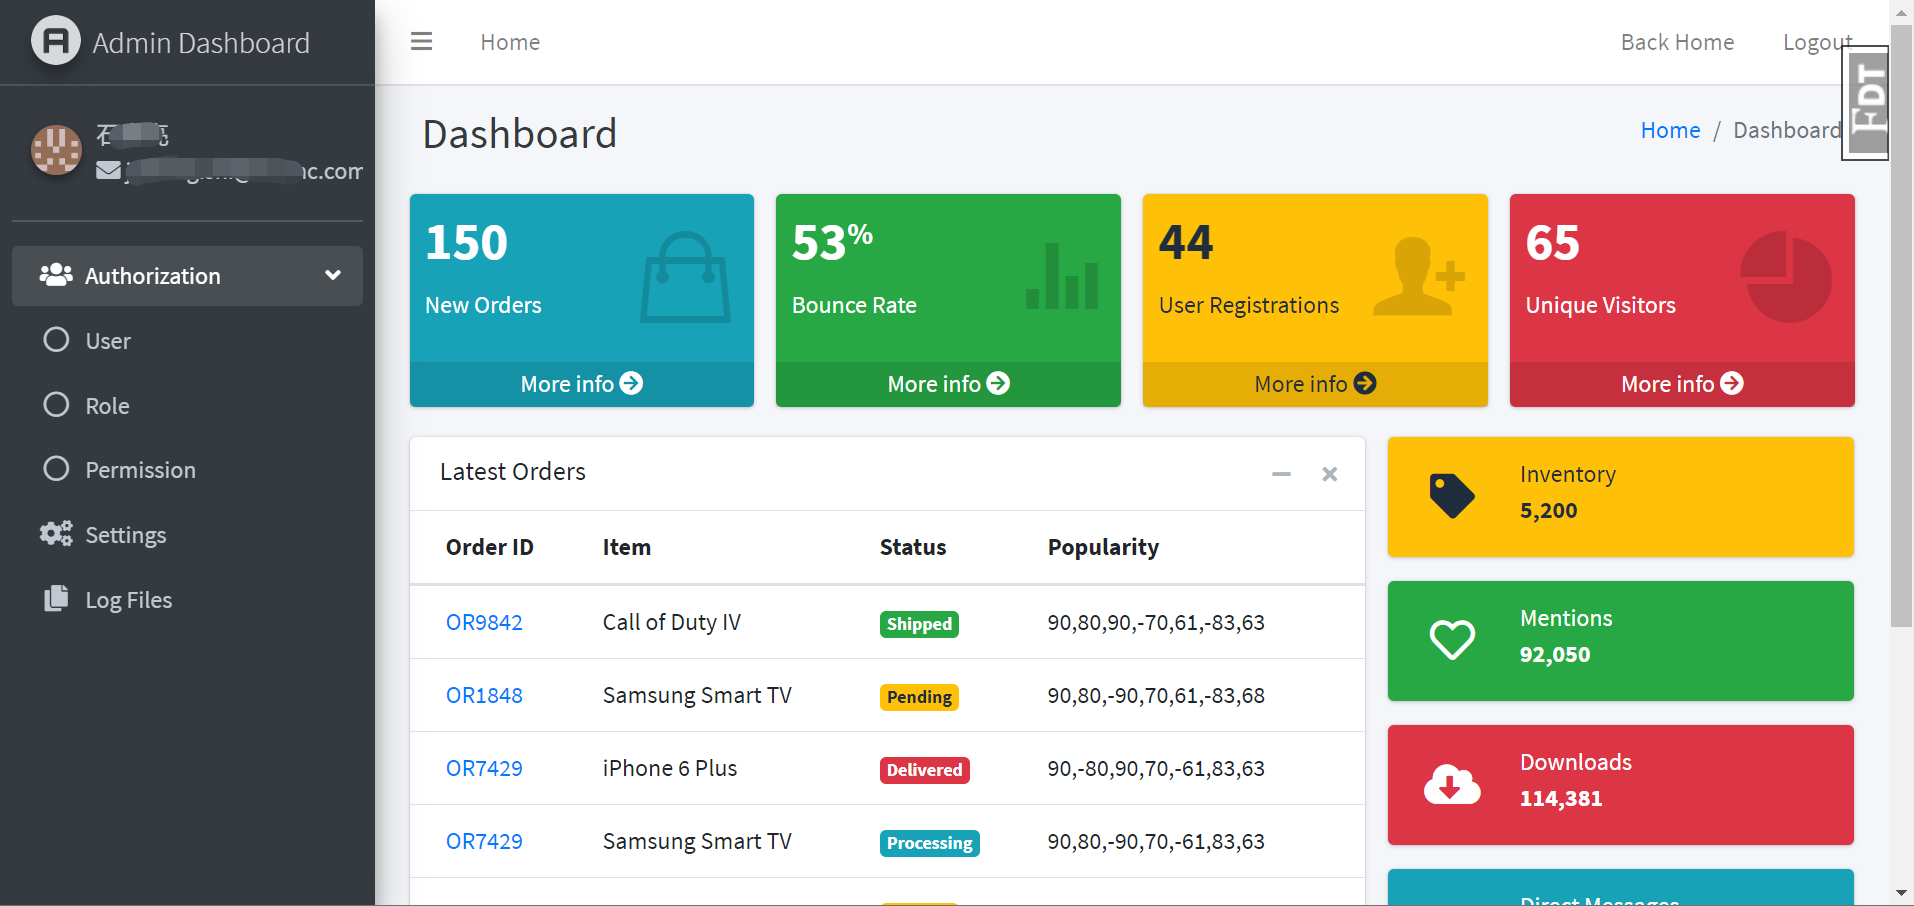 Admin Dashboard
Home
Back Home
Logout
FDT
Dashboard
Home / Dashboard
Authorization
User
Role
Permission
Settings
Log Files
150
New Orders
More info
53%
Bounce Rate
More info
44
User Registrations
More info
65
Unique Visitors
More info
Latest Orders
Order ID Item Status Popularity
OR9842 Call of Duty IV Shipped 90,80,90,-70,61,-83,63
OR1848 Samsung Smart TV Pending 90,80,-90,70,61,-83,68
OR7429 iPhone 6 Plus Delivered 90,-80,90,70,-61,83,63
OR7429 Samsung Smart TV Processing 90,80,-90,70,-61,83,63
Inventory
5,200
Mentions
92,050
Downloads
114,381
Direct Messages